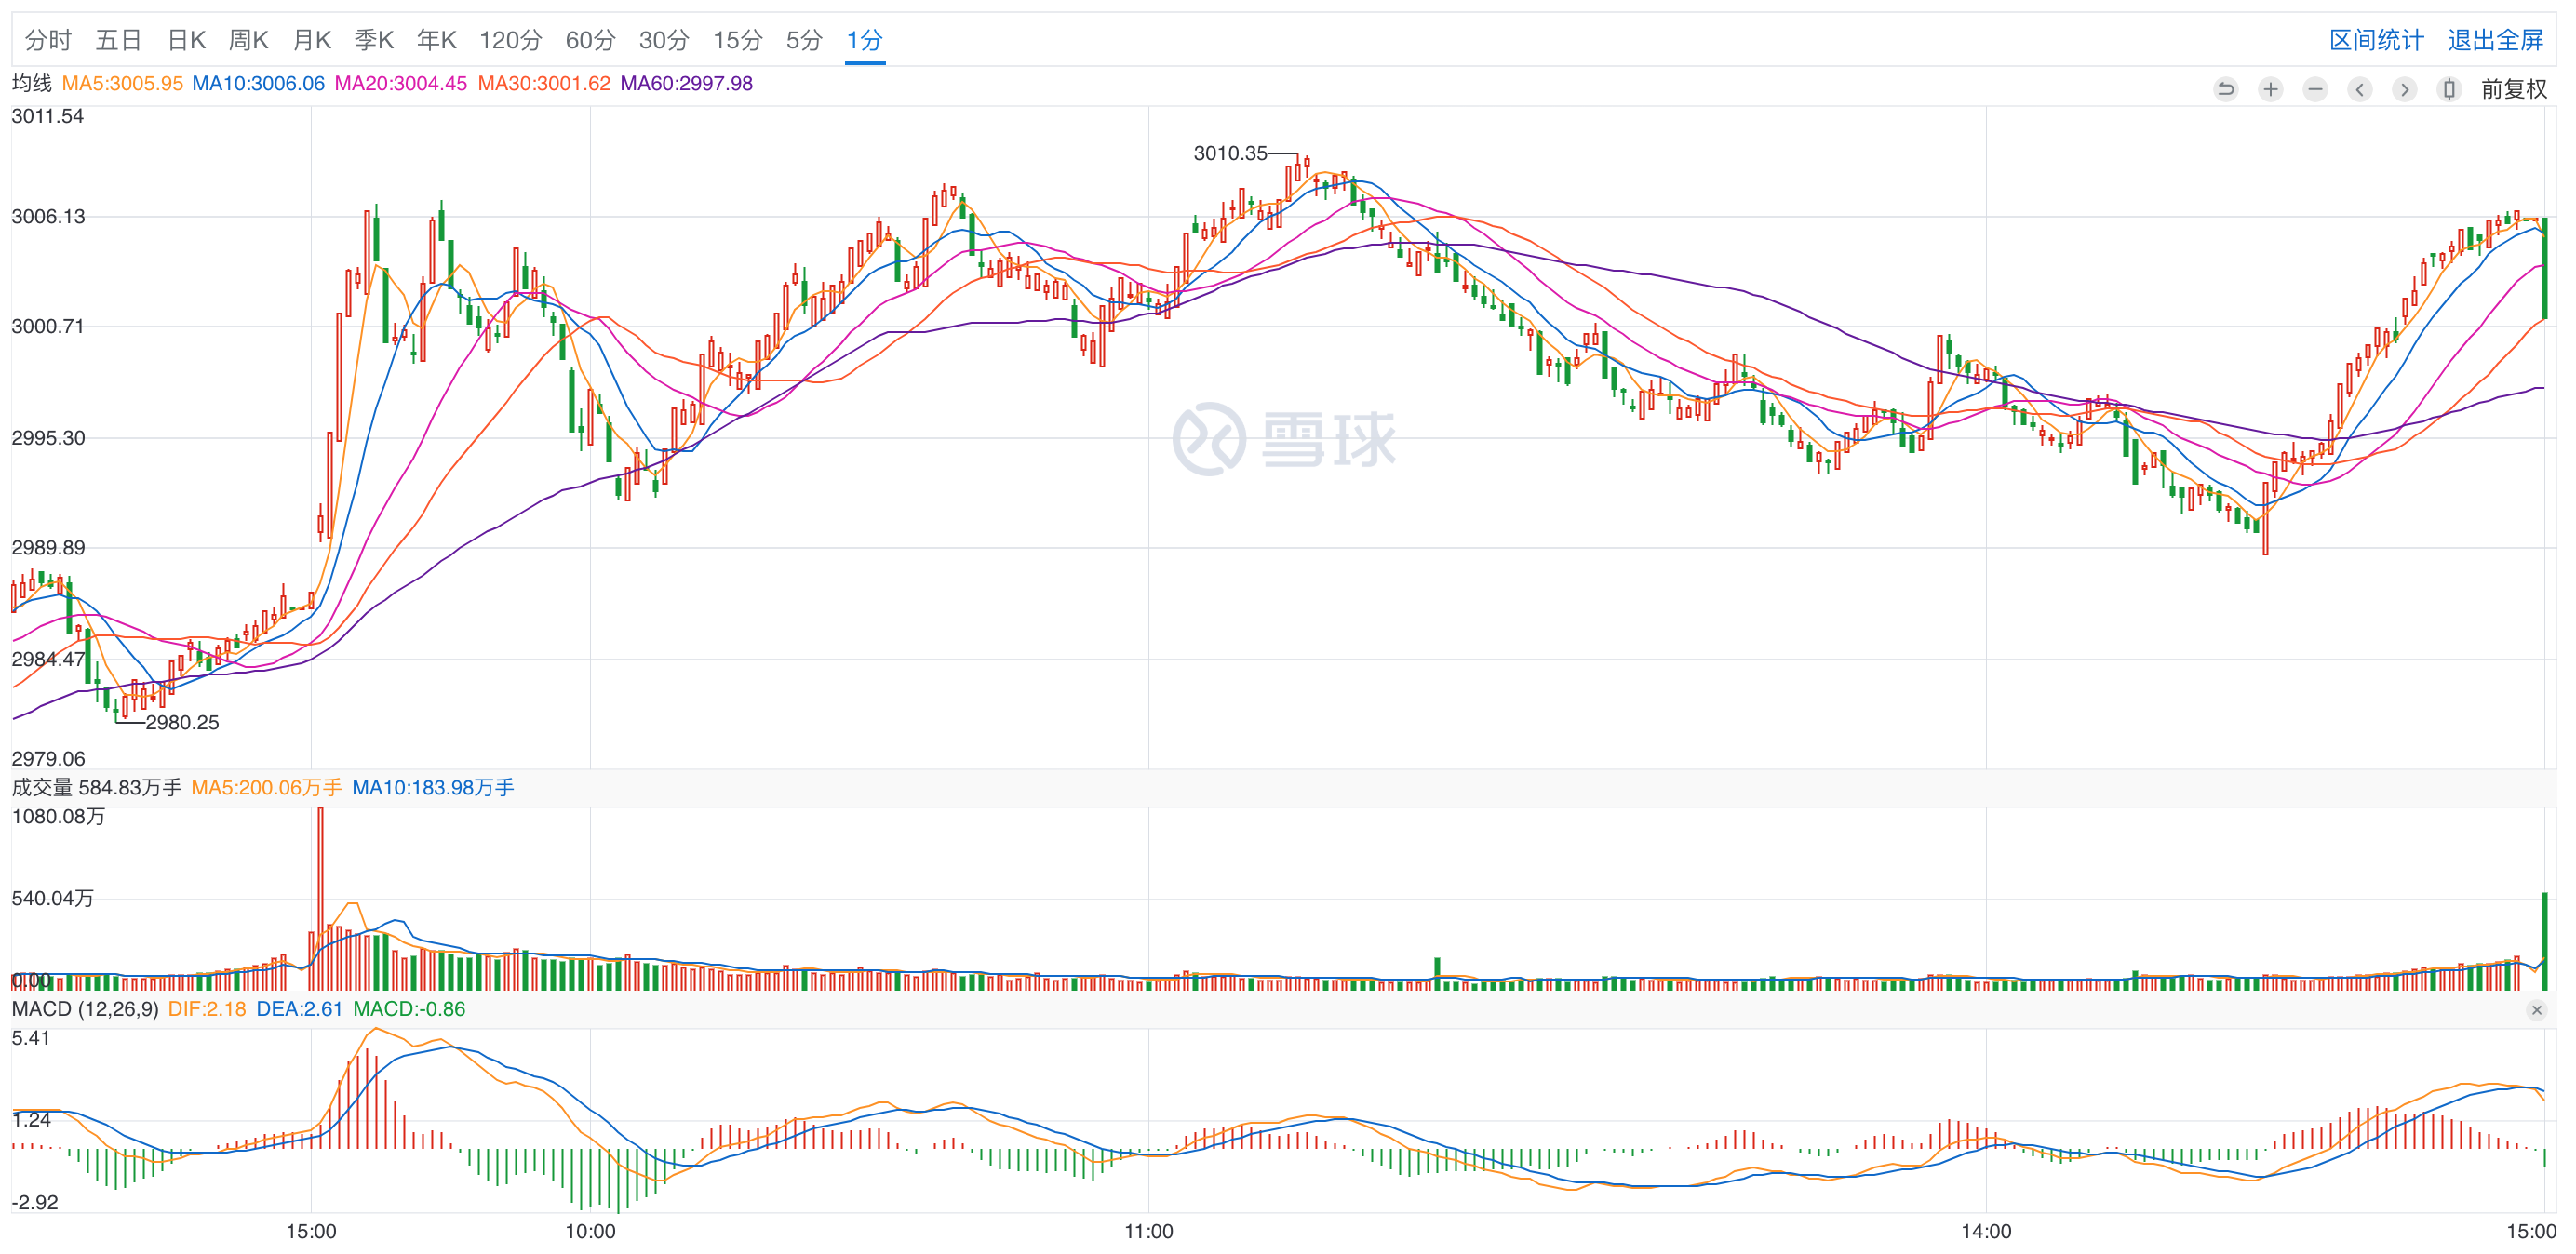 分时 五日 日K 周K 月K 季K 年K 120分 60分 30分 15分 5分 1分 区间统计 退出全屏
均线 MA5:3005.95 MA10:3006.06 MA20:3004.45 MA30:3001.62 MA60:2997.98 前复权
3011.54
3010.35
3006.13
3000.71
雪球
2995.30
2989.89
2984.47
2980.25
2979.06
成交量 584.83万手 MA5:200.06万手 MA10:183.98万手
1080.08万
540.04万
0.00
MACD (12,26,9) DIF:2.18 DEA:2.61 MACD:-0.86
5.41
1.24
-2.92
15:00 10:00 11:00 14:00 15:00